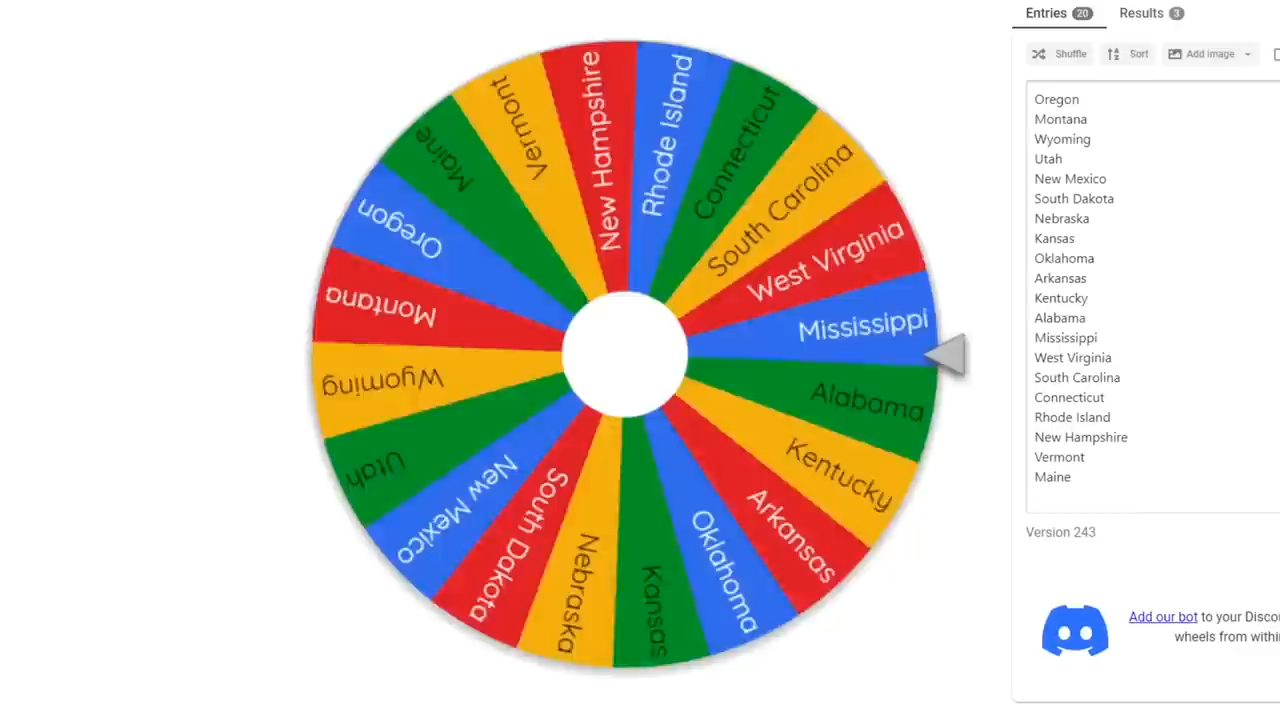 Entries 20 Results 3
Shuffle Sort Add image
Oregon
Montana
Wyoming
Utah
New Mexico
South Dakota
Nebraska
Kansas
Oklahoma
Arkansas
Kentucky
Alabama
Mississippi
West Virginia
South Carolina
Connecticut
Rhode Island
New Hampshire
Vermont
Maine
Version 243
Add our bot to your Disco
wheels from withi
Rhode Island
Connecticut
South Carolina
West Virginia
Mississippi
Alabama
Kentucky
Arkansas
Oklahoma
Kansas
Nebraska
South Dakota
New Mexico
Utah
Wyoming
Montana
Oregon
Maine
Vermont
New Hampshire